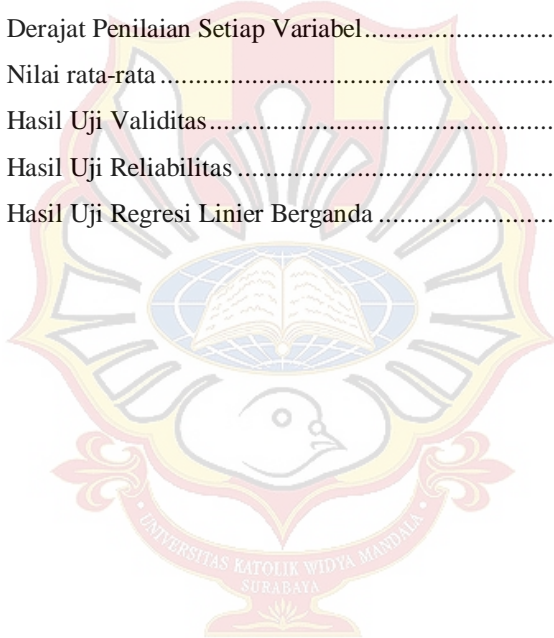 Derajat Penilaian Setiap Variabel............................
Nilai rata-rata...............................................................
Hasil Uji Validitas......................................................
Hasil Uji Reliabilitas..................................................
Hasil Uji Regresi Linier Berganda .........................
UNIVERSITAS KATOLIK WIDYA MANDALA
SURABAYA